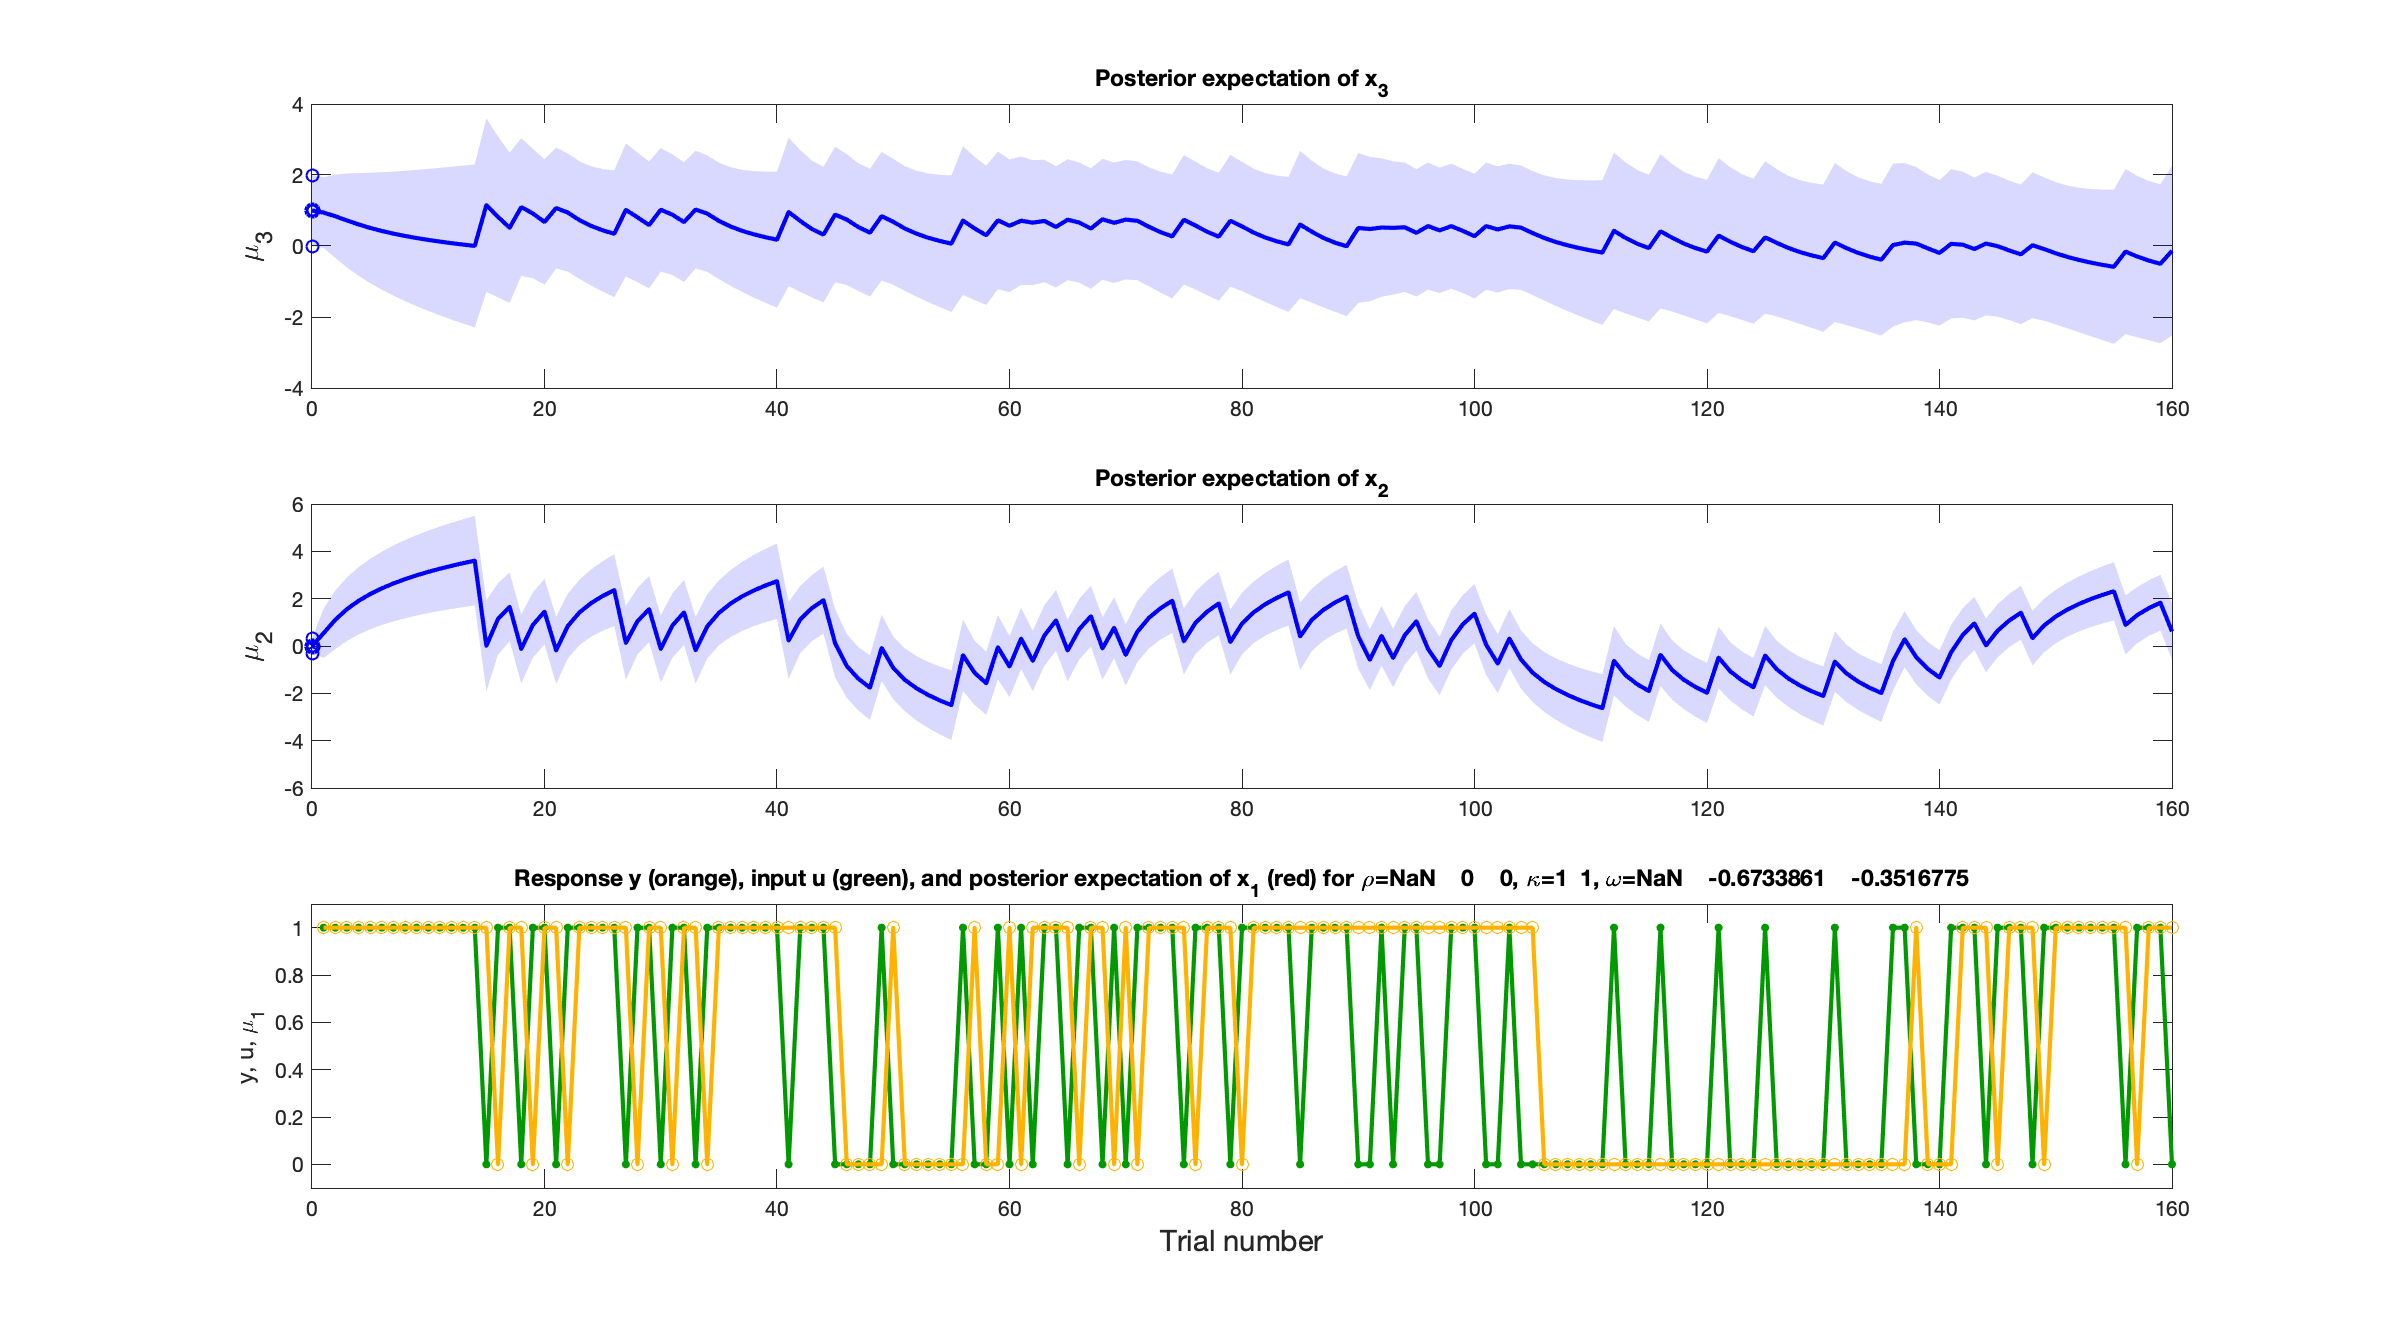 Posterior expectation of x3
4
2
0
-2
-4
μ3
0 20 40 60 80 100 120 140 160
Posterior expectation of x2
6
4
2
0
-2
-4
-6
μ2
0 20 40 60 80 100 120 140 160
Response y (orange), input u (green), and posterior expectation of x1 (red) for ρ=NaN 0 0, κ=1 1, ω=NaN -0.6733861 -0.3516775
1
0.8
0.6
0.4
0.2
0
y, u, μ1
0 20 40 60 80 100 120 140 160
Trial number